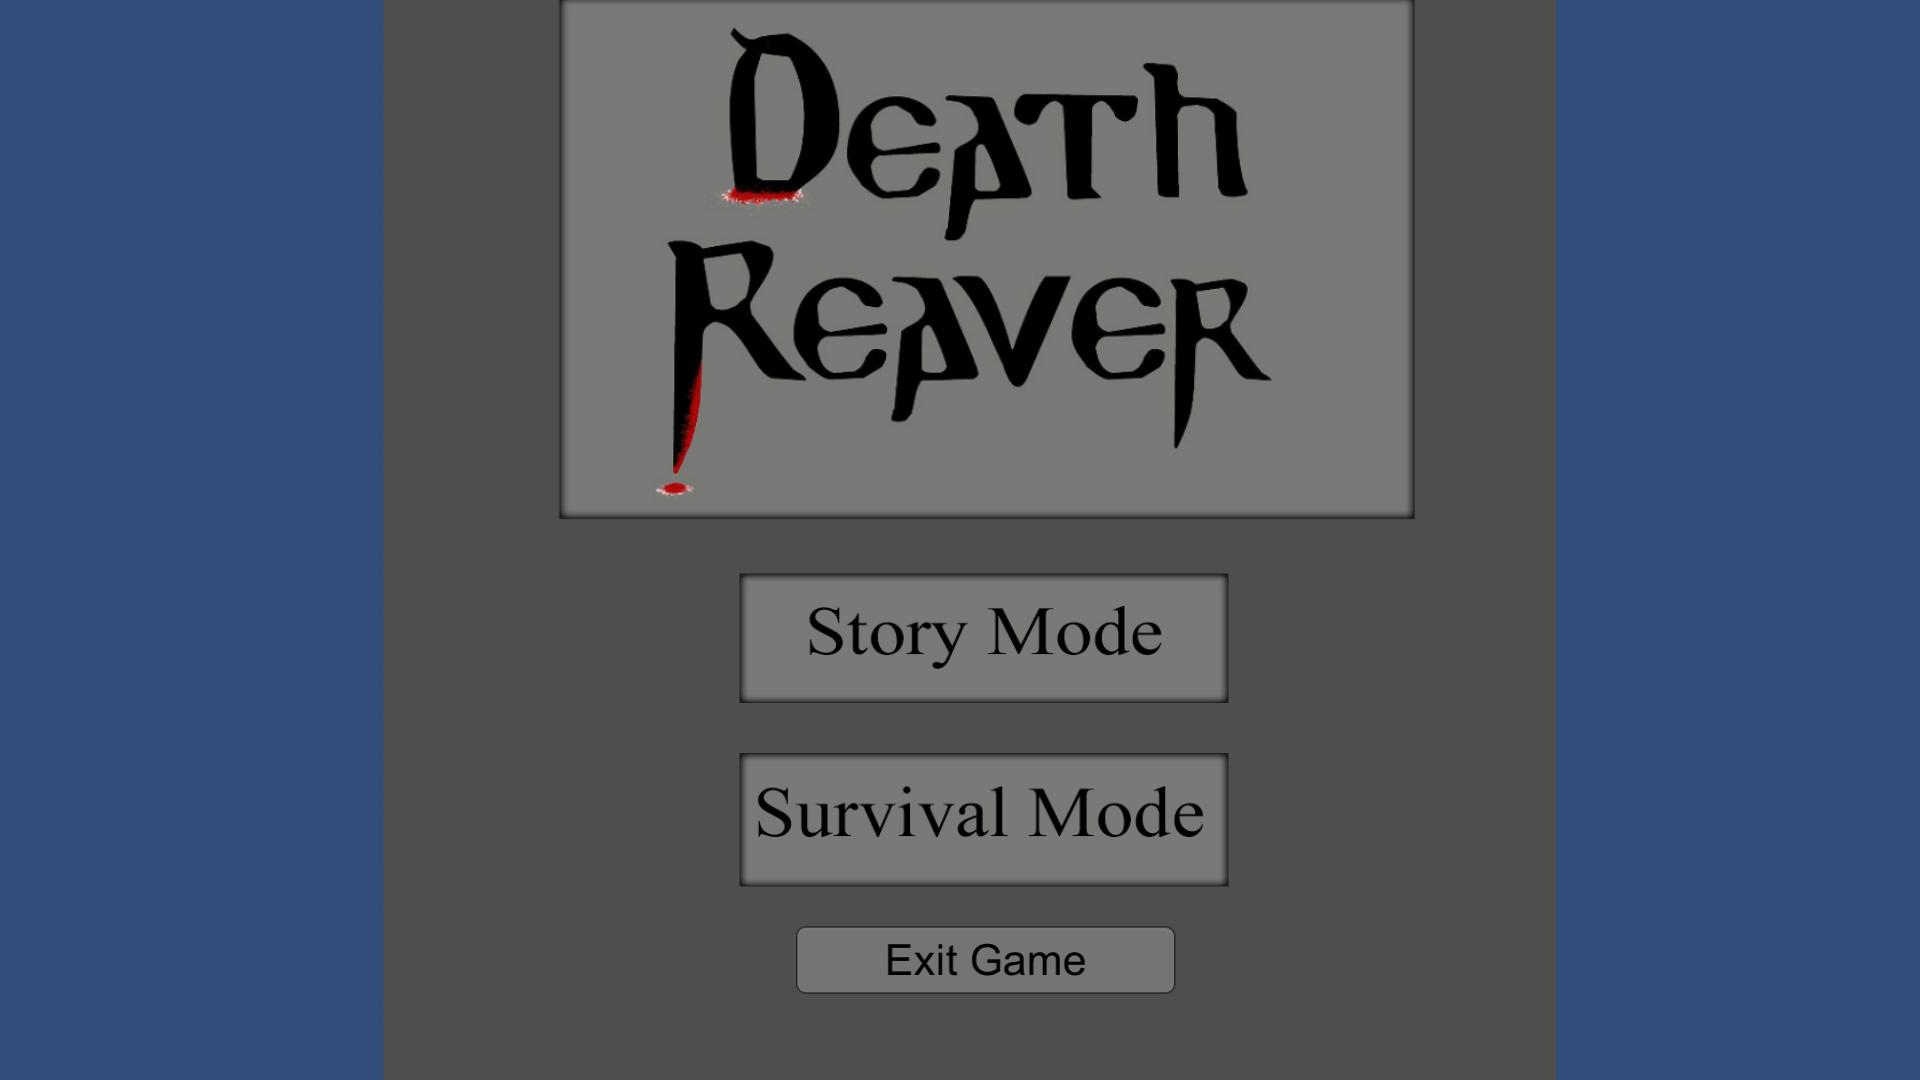 Death
Reaver
Story Mode
Survival Mode
Exit Game